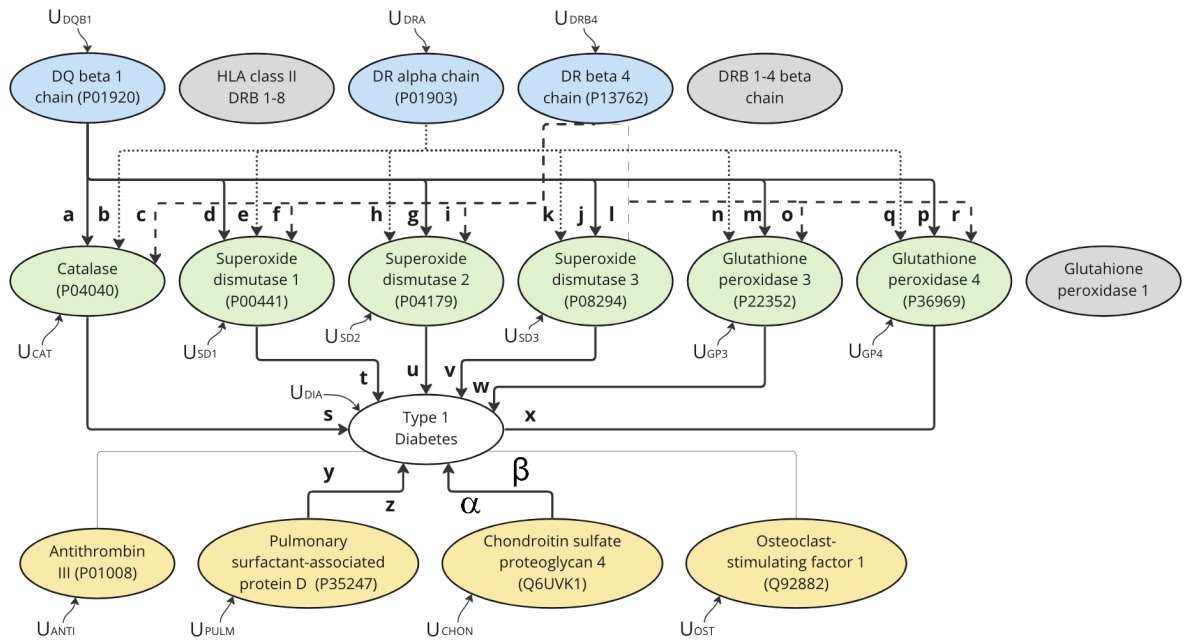 UDQB1
UDRA
UDRB4
DQ beta 1
chain (P01920)
HLA class II
DRB 1-8
DR alpha chain
(P01903)
DR beta 4
chain (P13762)
DRB 1-4 beta
chain
a
b
c
d
e
f
h
g
i
k
j
l
n
m
o
q
p
r
Catalase
(P04040)
Superoxide
dismutase 1
(P00441)
Superoxide
dismutase 2
(P04179)
Superoxide
dismutase 3
(P08294)
Glutathione
peroxidase 3
(P22352)
Glutathione
peroxidase 4
(P36969)
Glutahione
peroxidase 1
UCAT
USD1
USD2
USD3
UGP3
UGP4
t
u
v
w
UDIA
s
x
Type 1
Diabetes
y
z
α
β
Antithrombin
III (P01008)
Pulmonary
surfactant-associated
protein D (P35247)
Chondroitin sulfate
proteoglycan 4
(Q6UVK1)
Osteoclast-
stimulating factor 1
(Q92882)
UANTI
UPULM
UCHON
UOST